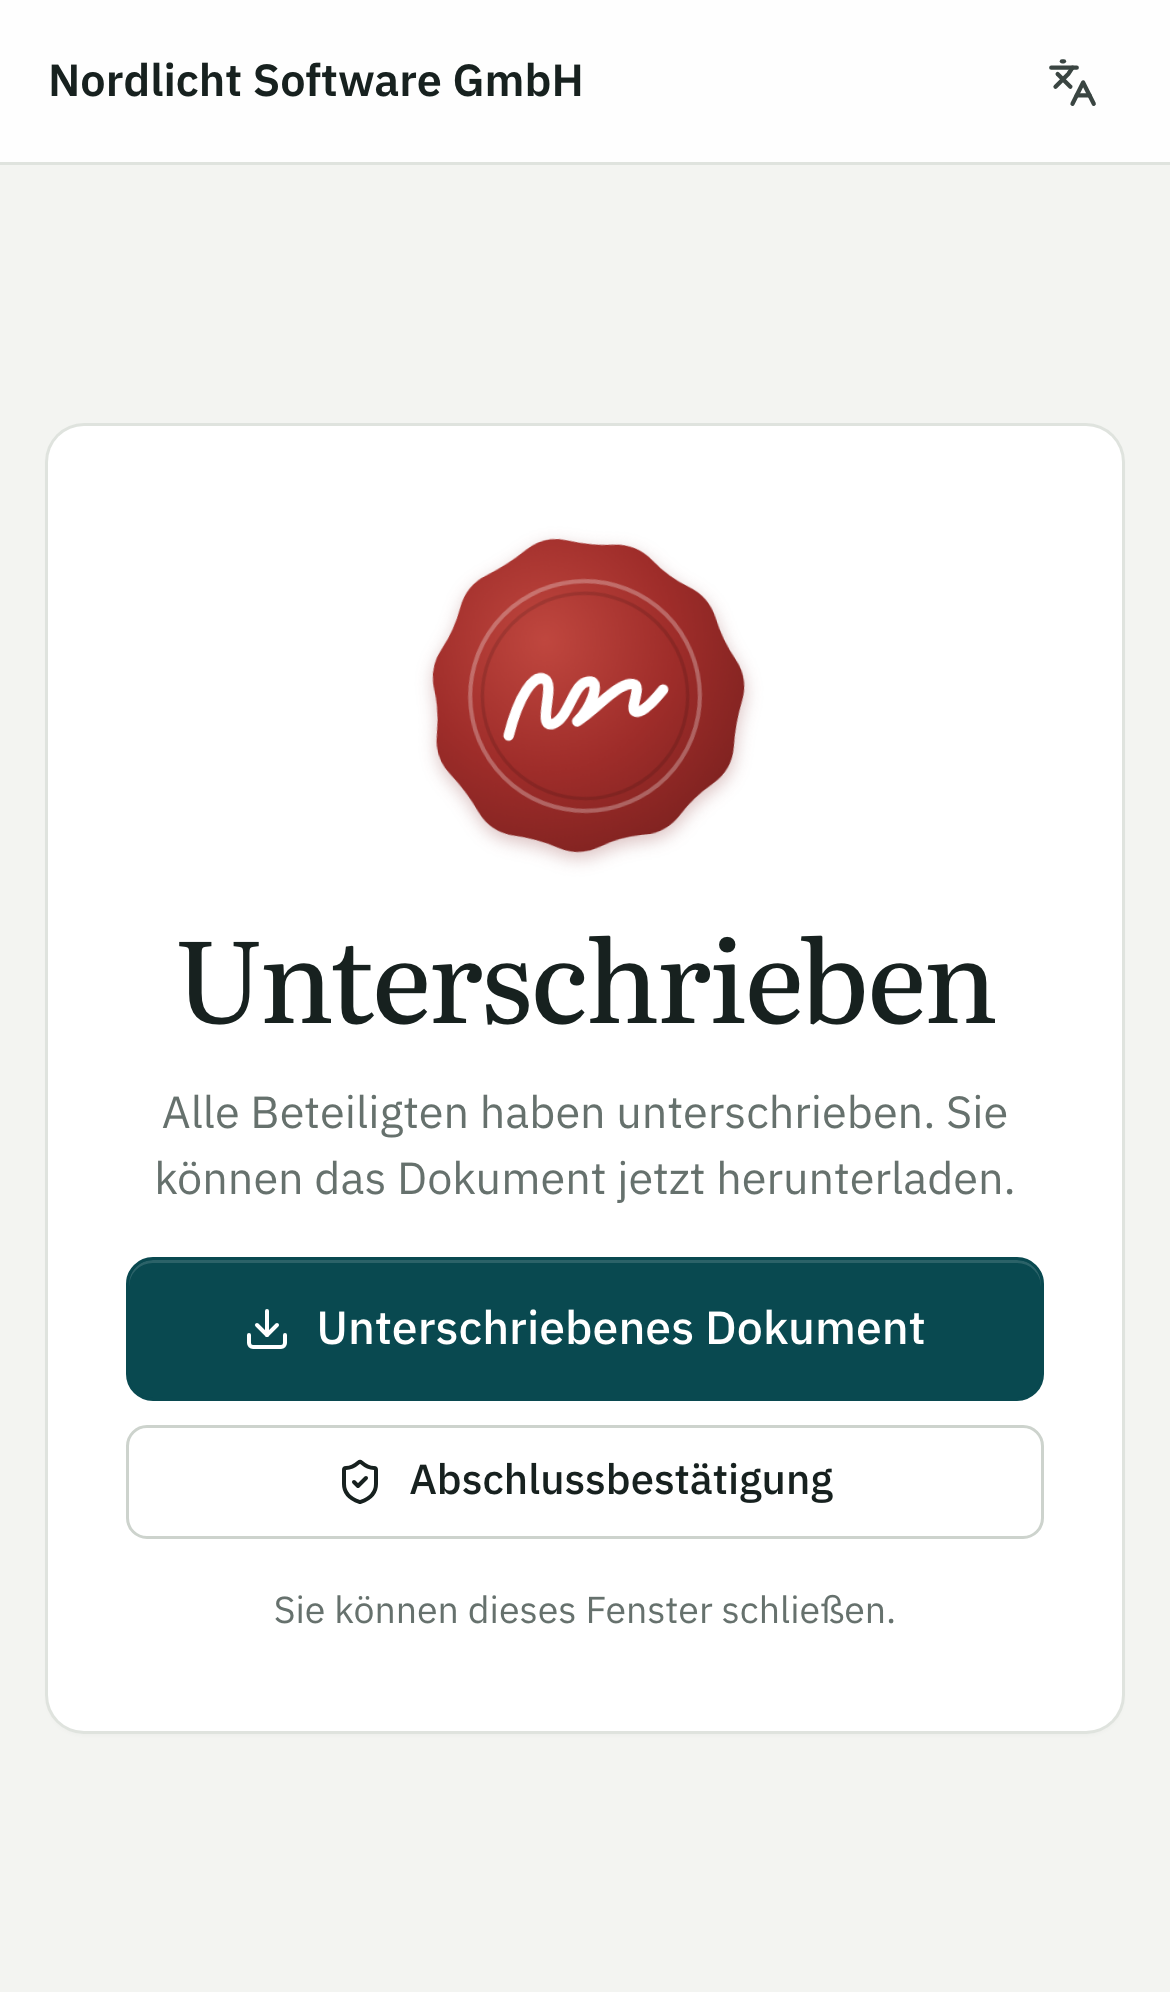 Nordlicht Software GmbH
Unterschrieben
Alle Beteiligten haben unterschrieben. Sie
können das Dokument jetzt herunterladen.
Unterschriebenes Dokument
Abschlussbestätigung
Sie können dieses Fenster schließen.